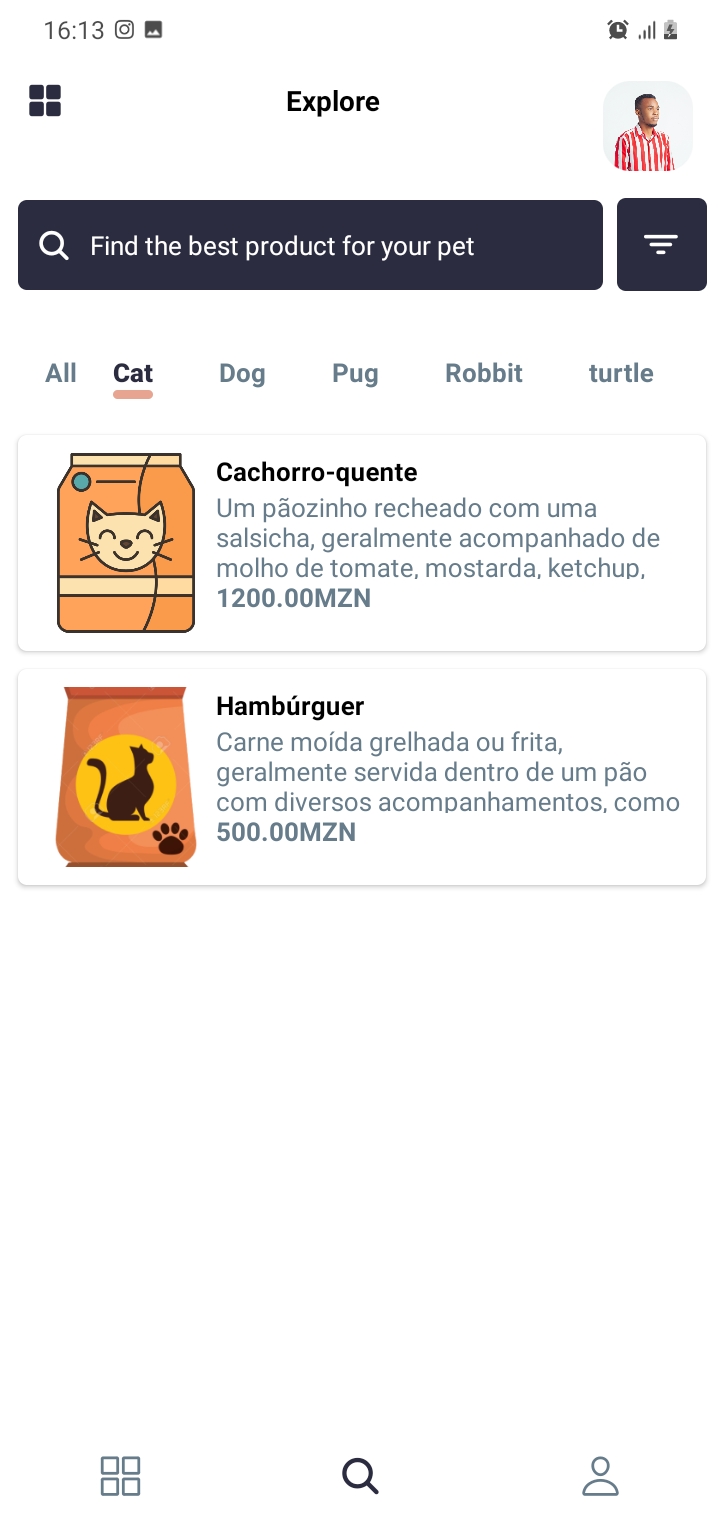 16:13
Explore
Find the best product for your pet
All Cat Dog Pug Robbit turtle
Cachorro-quente
Um pãozinho recheado com uma
salsicha, geralmente acompanhado de
molho de tomate, mostarda, ketchup,
1200.00MZN
Hambúrguer
Carne moída grelhada ou frita,
geralmente servida dentro de um pão
com diversos acompanhamentos, como
500.00MZN